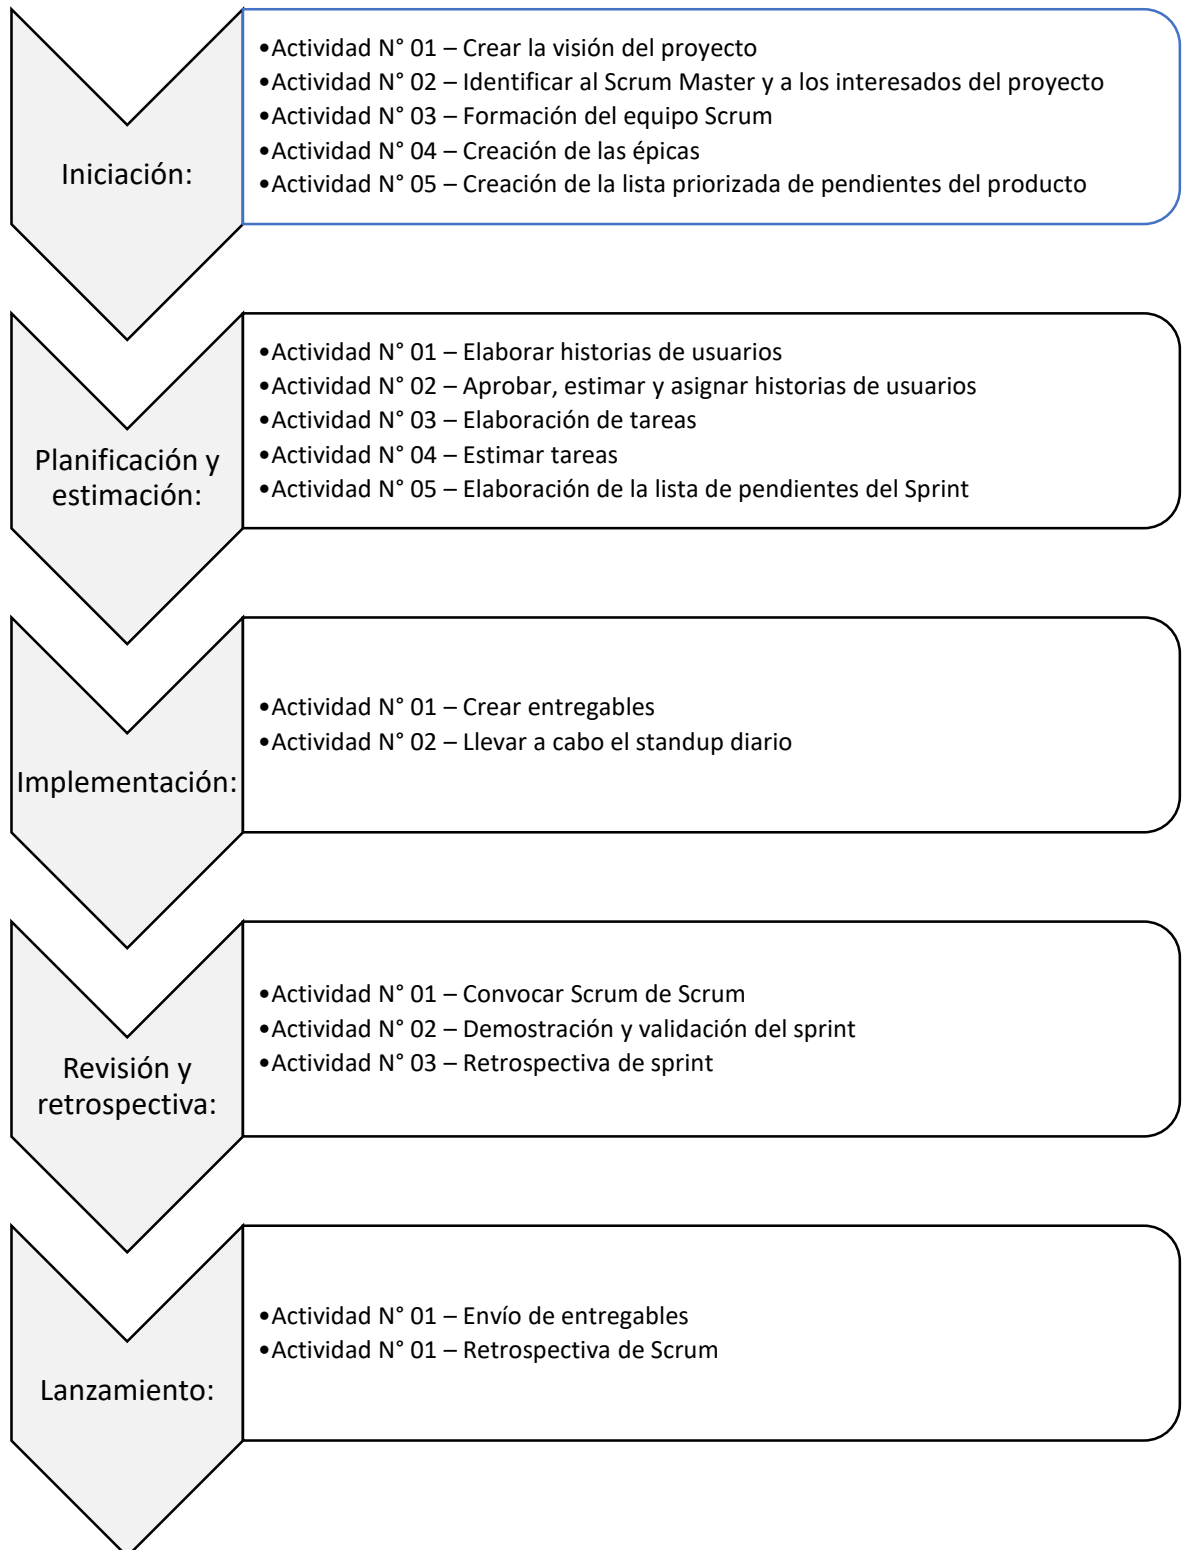 Iniciación:
•Actividad N° 01 – Crear la visión del proyecto
•Actividad N° 02 – Identificar al Scrum Master y a los interesados del proyecto
•Actividad N° 03 – Formación del equipo Scrum
•Actividad N° 04 – Creación de las épicas
•Actividad N° 05 – Creación de la lista priorizada de pendientes del producto
Planificación y
estimación:
•Actividad N° 01 – Elaborar historias de usuarios
•Actividad N° 02 – Aprobar, estimar y asignar historias de usuarios
•Actividad N° 03 – Elaboración de tareas
•Actividad N° 04 – Estimar tareas
•Actividad N° 05 – Elaboración de la lista de pendientes del Sprint
Implementación:
•Actividad N° 01 – Crear entregables
•Actividad N° 02 – Llevar a cabo el standup diario
Revisión y
retrospectiva:
•Actividad N° 01 – Convocar Scrum de Scrum
•Actividad N° 02 – Demostración y validación del sprint
•Actividad N° 03 – Retrospectiva de sprint
Lanzamiento:
•Actividad N° 01 – Envío de entregables
•Actividad N° 01 – Retrospectiva de Scrum